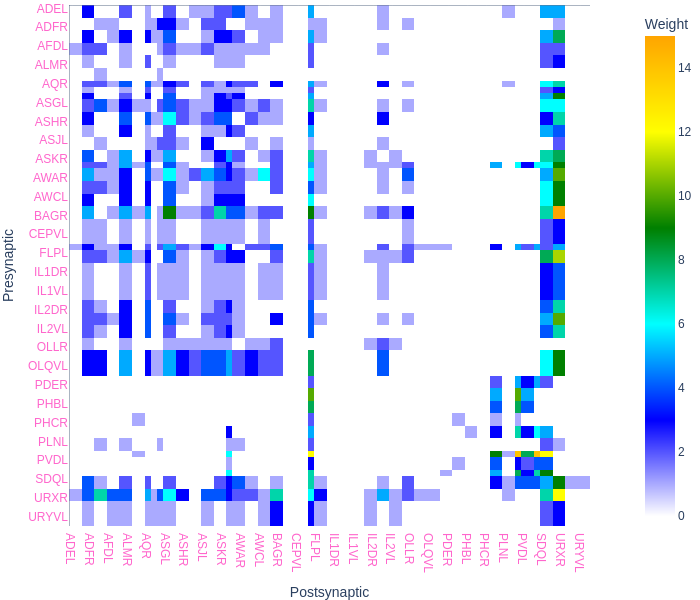 Weight
ADEL
ADFR
AFDL
ALMR
AQR
ASGL
ASHR
ASJL
ASKR
AWAR
AWCL
BAGR
CEPVL
FLPL
IL1DR
IL1VL
IL2DR
IL2VL
OLLR
OLQVL
PDER
PHBL
PHCR
PLNL
PVDL
SDQL
URXR
URYVL
Presynaptic
ADEL
ADFR
AFDL
ALMR
AQR
ASGL
ASHR
ASJL
ASKR
AWAR
AWCL
BAGR
CEPVL
FLPL
IL1DR
IL1VL
IL2DR
IL2VL
OLLR
OLQVL
PDER
PHBL
PHCR
PLNL
PVDL
SDQL
URXR
URYVL
Postsynaptic
14
12
10
8
6
4
2
0